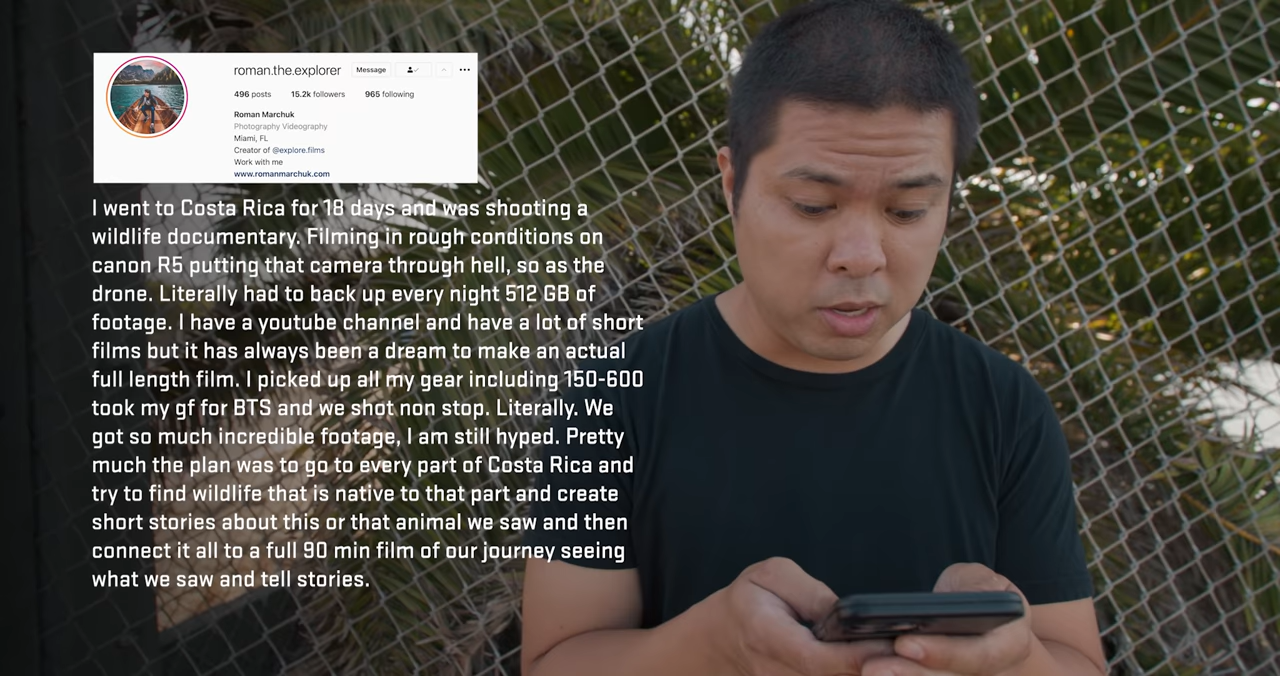 roman.the.explorer Message
496 posts 15.2k followers 965 following
Roman Marchuk
Photography Videography
Miami, FL
Creator of @explore.films
Work with me
www.romanmarchuk.com
I went to Costa Rica for 18 days and was shooting a
wildlife documentary. Filming in rough conditions on
canon R5 putting that camera through hell, so as the
drone. Literally had to back up every night 512 GB of
footage. I have a youtube channel and have a lot of short
films but it has always been a dream to make an actual
full length film. I picked up all my gear including 150-600
took my gf for BTS and we shot non stop. Literally. We
got so much incredible footage, I am still hyped. Pretty
much the plan was to go to every part of Costa Rica and
try to find wildlife that is native to that part and create
short stories about this or that animal we saw and then
connect it all to a full 90 min film of our journey seeing
what we saw and tell stories.